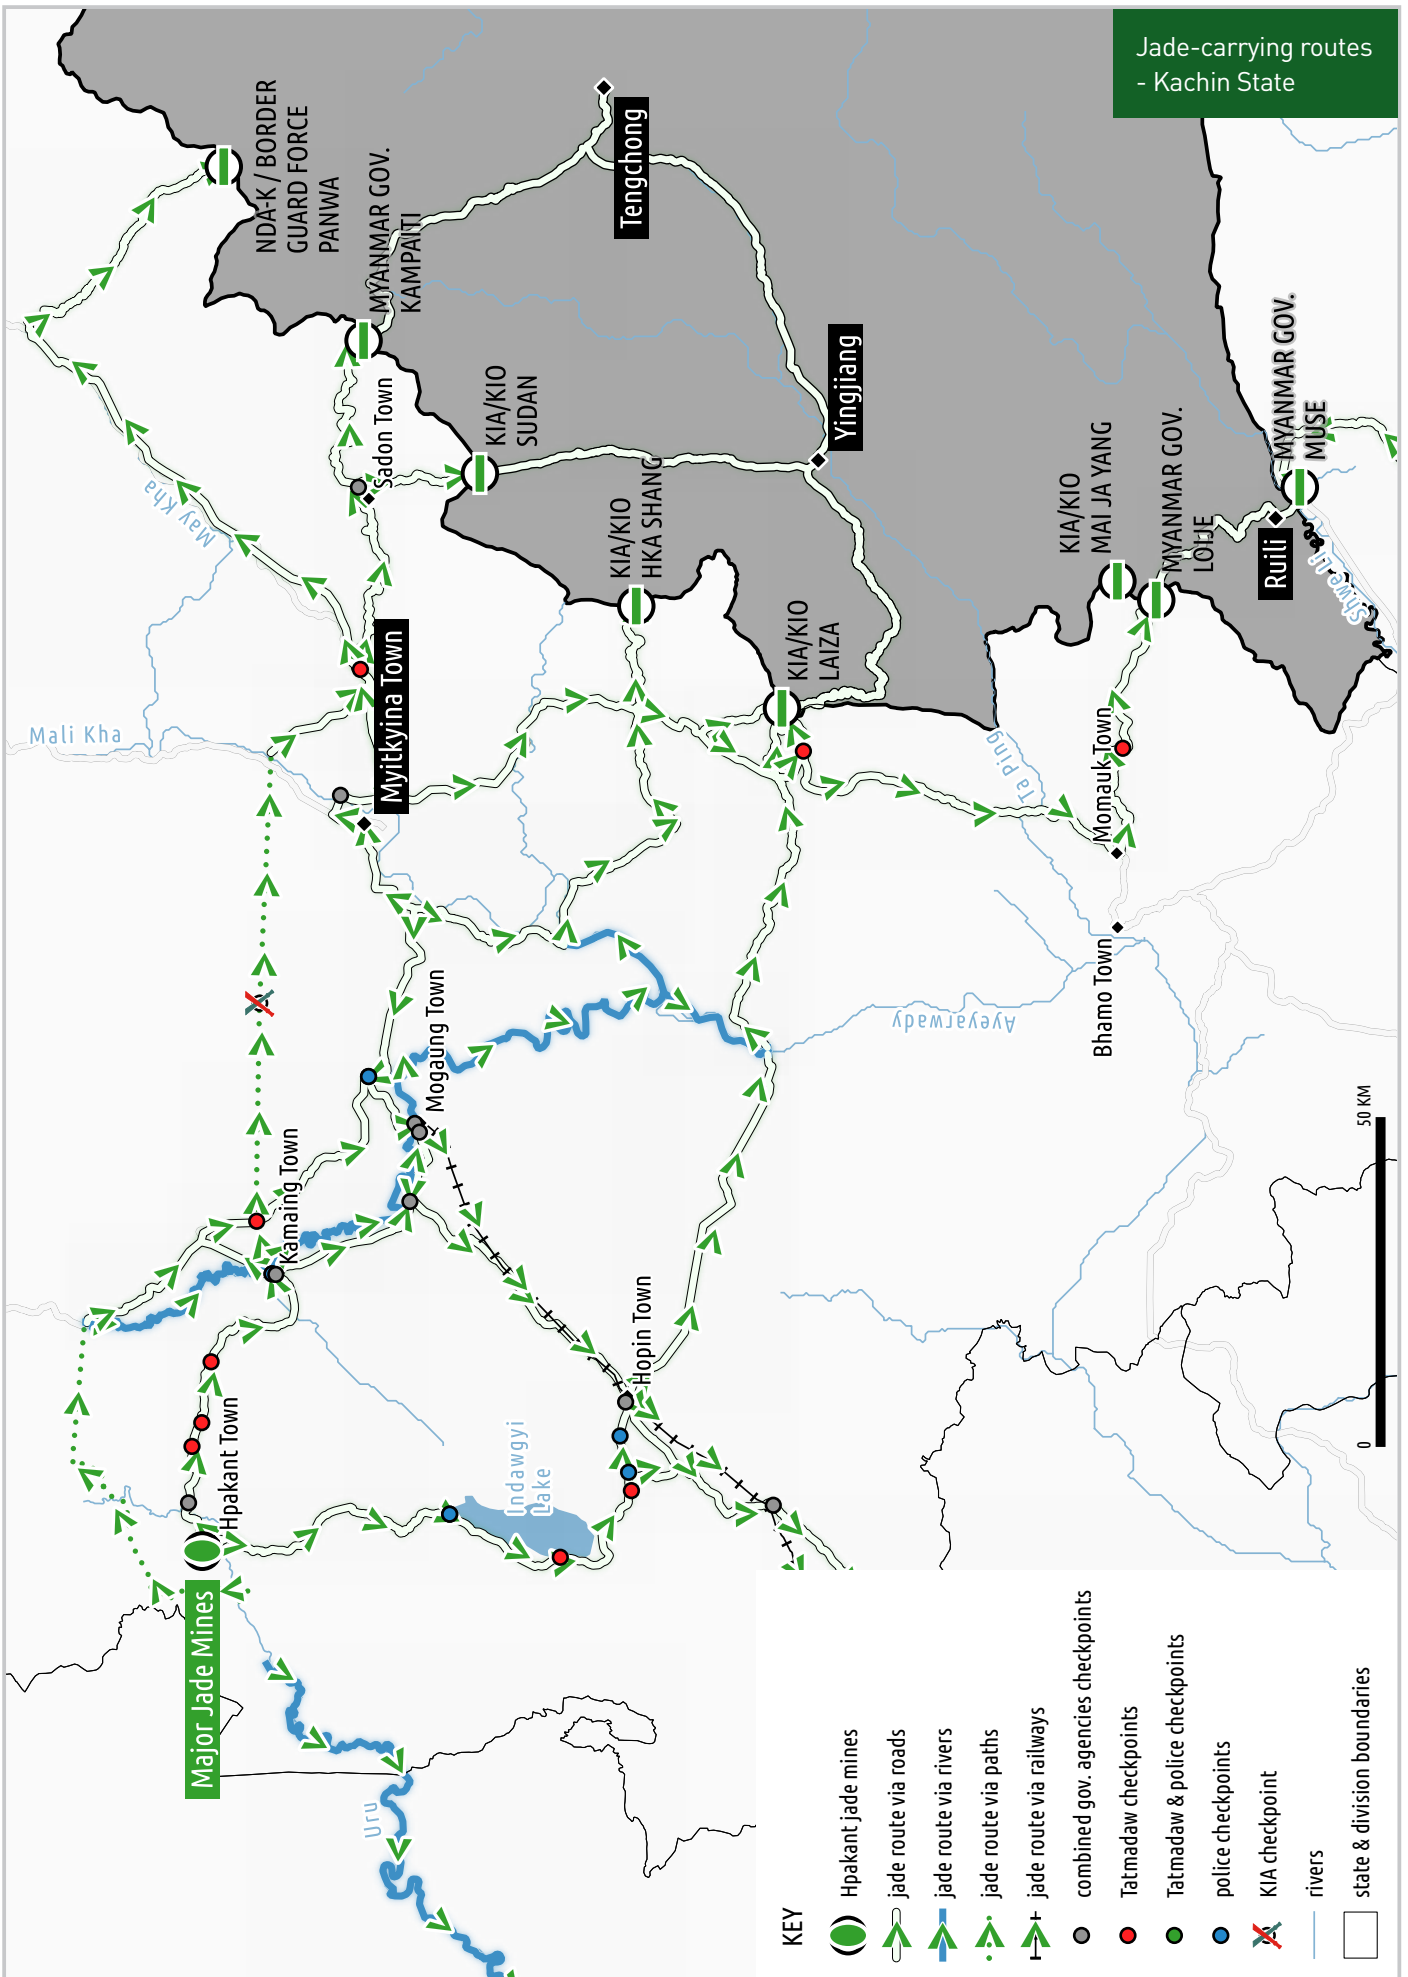 Jade-carrying routes
- Kachin State
NDA-K / BORDER
GUARD FORCE
PANWA
MYANMAR GOV.
KAMPAITI
Tengchong
Sadon Town
KIA/KIO
SUDAN
May Kha
KIA/KIO
HKA SHANG
Yingjiang
Mali Kha
Myitkyina Town
KIA/KIO
LAIZA
KIA/KIO
MAI JA YANG
MYANMAR GOV.
LOIJE
MYANMAR GOV.
MUSE
Ruili
Shweli
Ta Ping
Momauk Town
Bhamo Town
Ayeyarwady
Mogaung Town
Kamaing Town
Hopin Town
Hpakant Town
Indawgyi
Lake
Major Jade Mines
Uru
0
50 KM
KEY
Hpakant jade mines
jade route via roads
jade route via rivers
jade route via paths
jade route via railways
combined gov. agencies checkpoints
Tatmadaw checkpoints
Tatmadaw & police checkpoints
police checkpoints
KIA checkpoint
rivers
state & division boundaries